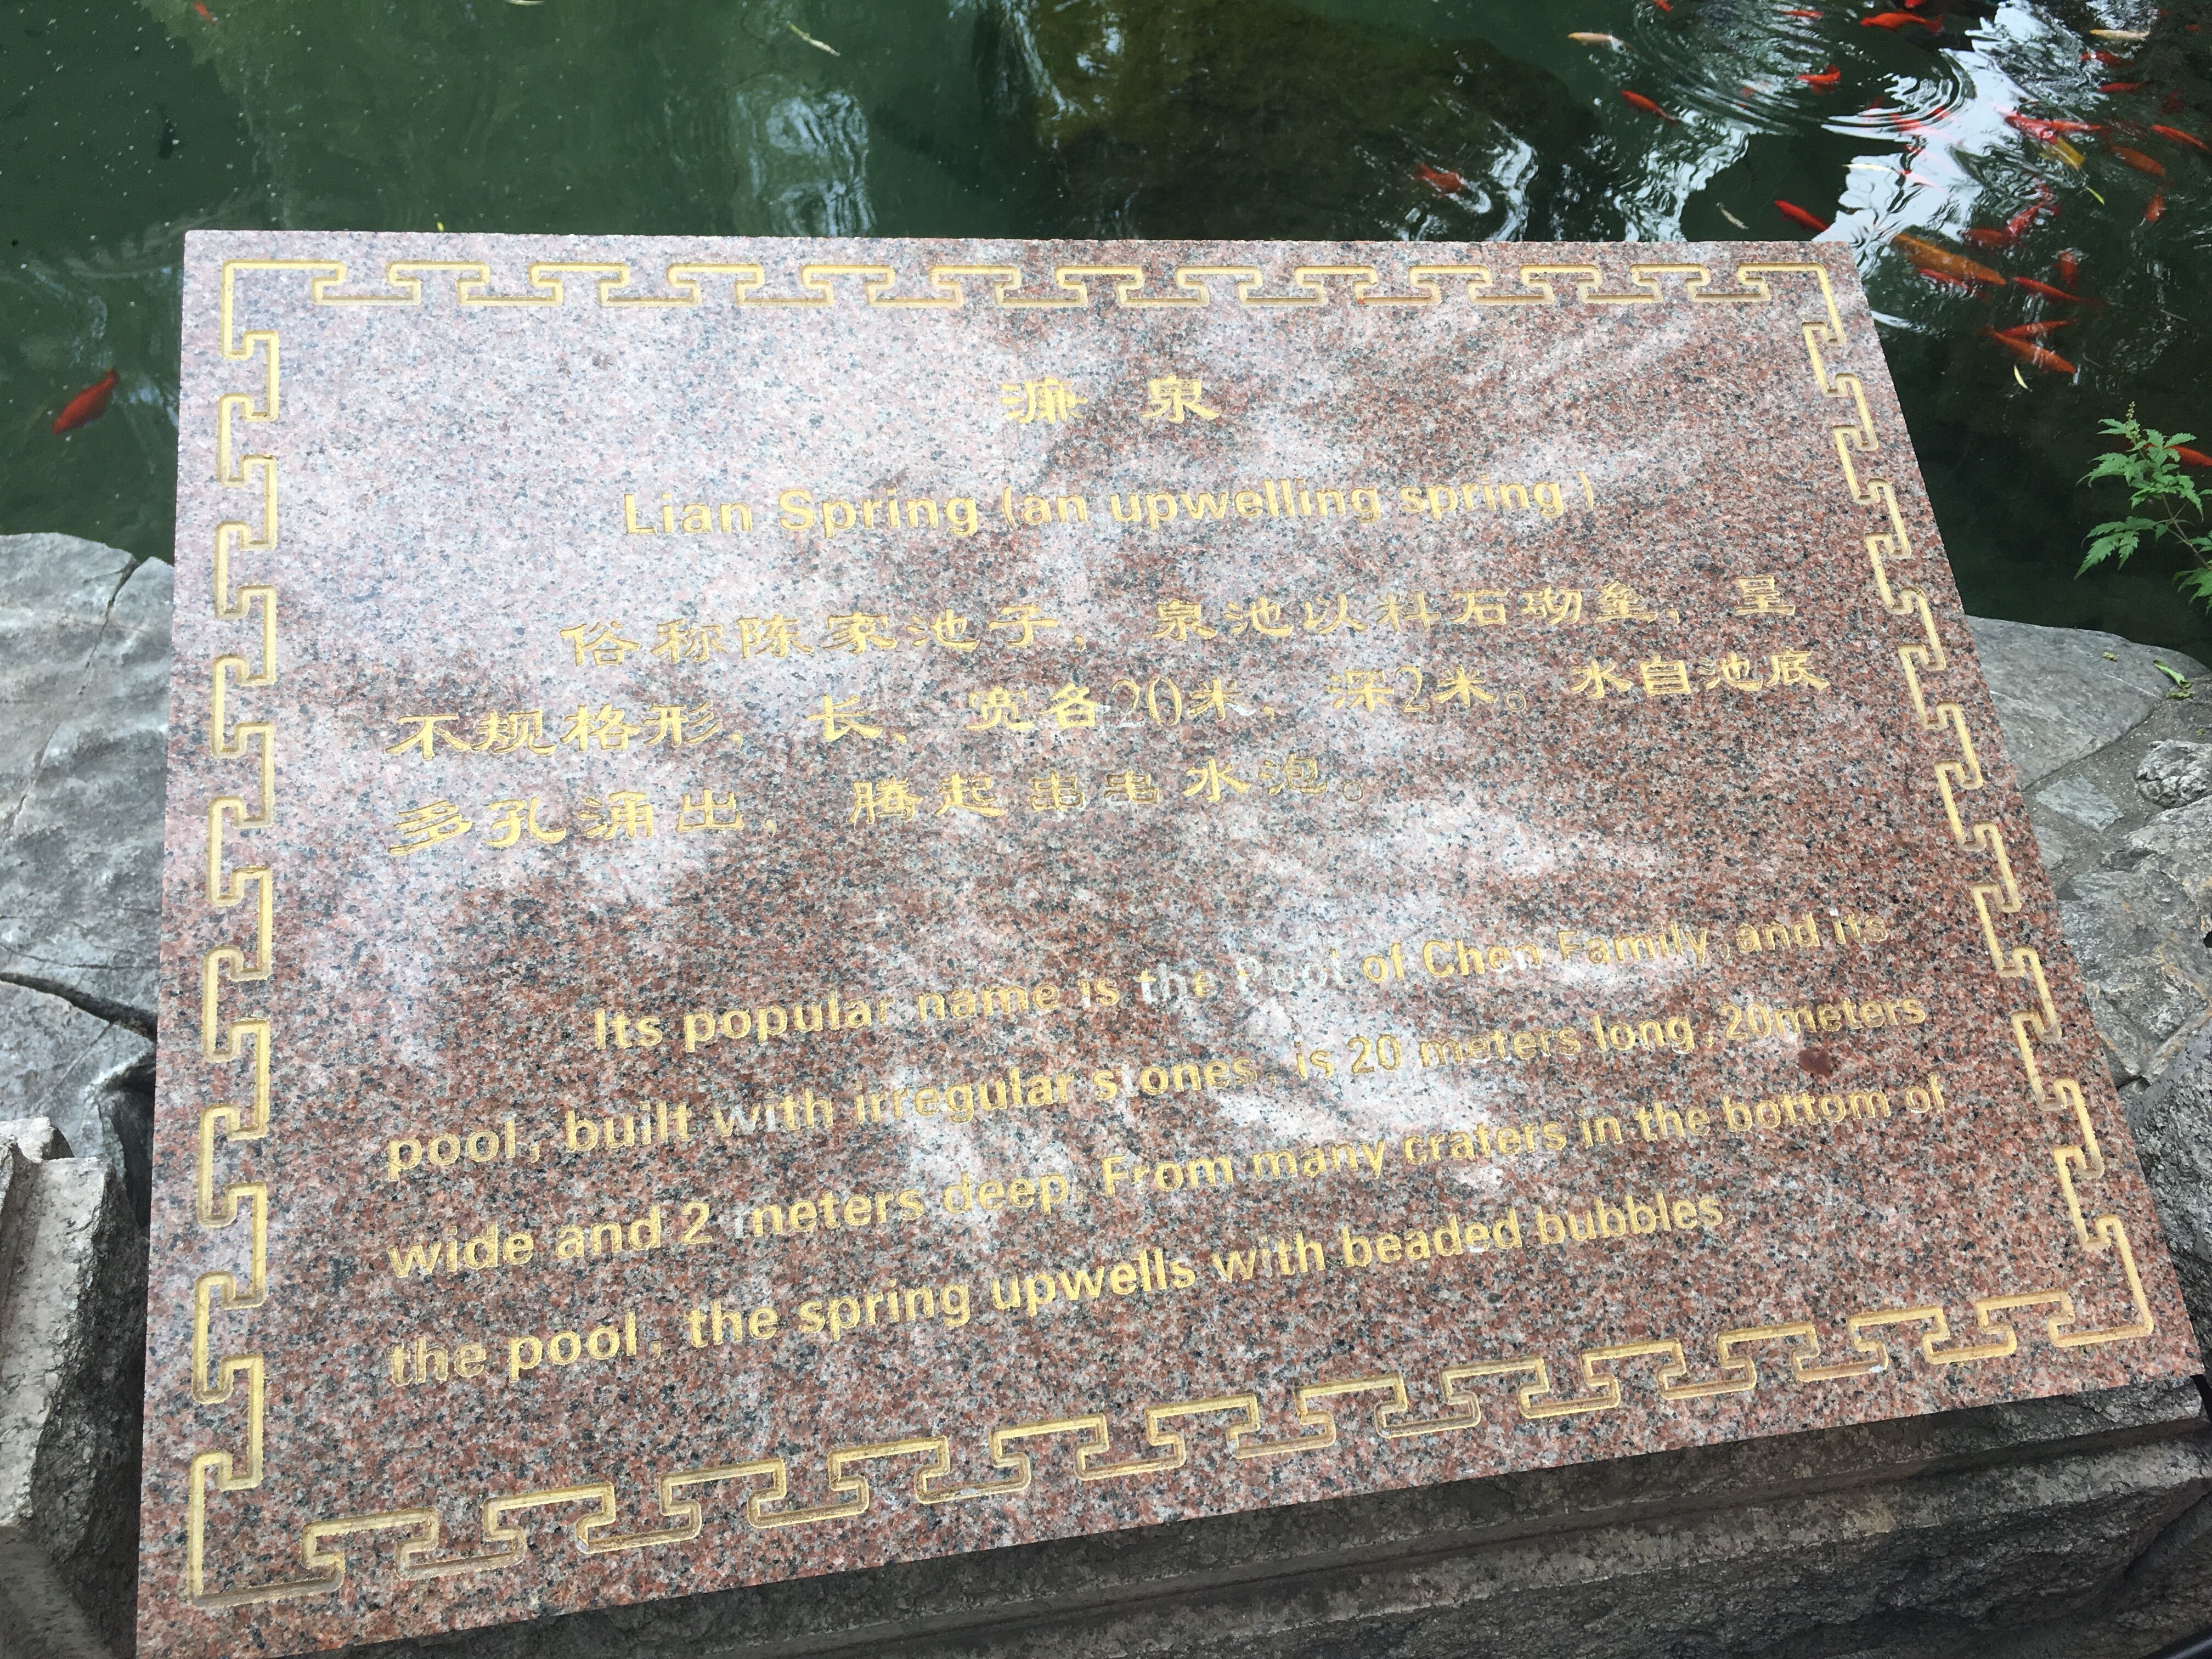 濂 泉
Lian Spring (an upwelling spring )
俗称陈家池子，泉池以料石砌垒，呈
不规格形，长、宽各20米，深2米。水自池底
多孔涌出，腾起串串水泡。
Its popular name is the Pool of Chen Family, and its
pool, built with irregular stones, is 20 meters long ,20meters
wide and 2 meters deep. From many craters in the bottom of
the pool, the spring upwells with beaded bubbles.